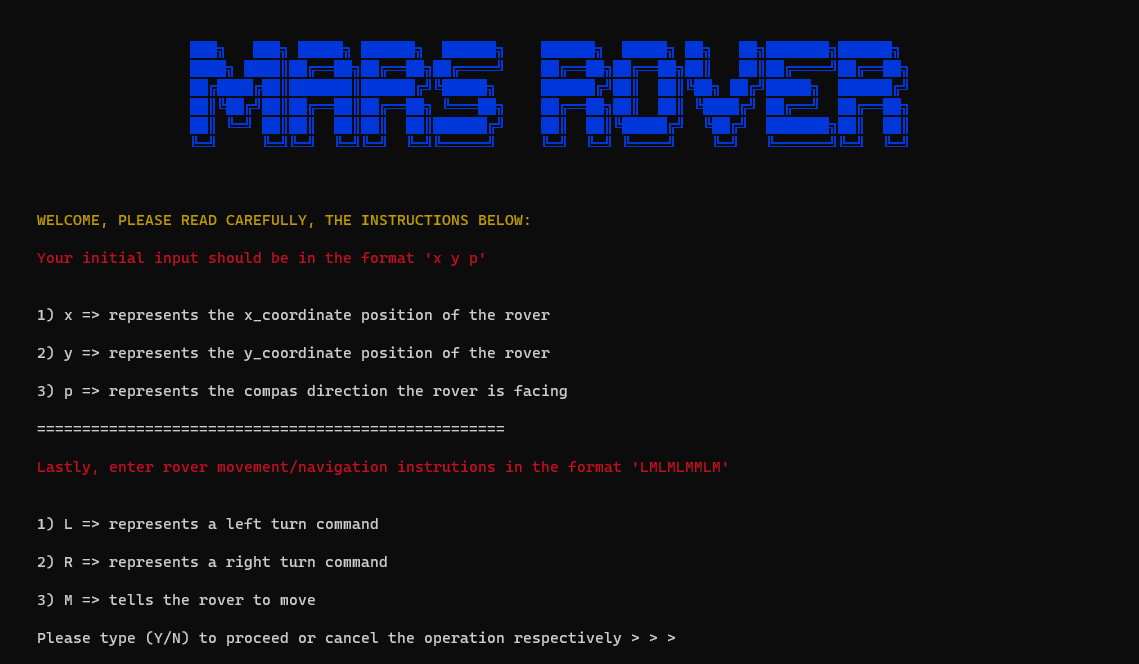 MARS ROVER
WELCOME, PLEASE READ CAREFULLY, THE INSTRUCTIONS BELOW:
Your initial input should be in the format 'x y p'
1) x => represents the x_coordinate position of the rover
2) y => represents the y_coordinate position of the rover
3) p => represents the compas direction the rover is facing
====================================================
Lastly, enter rover movement/navigation instrutions in the format 'LMLMLMMLM'
1) L => represents a left turn command
2) R => represents a right turn command
3) M => tells the rover to move
Please type (Y/N) to proceed or cancel the operation respectively > > >